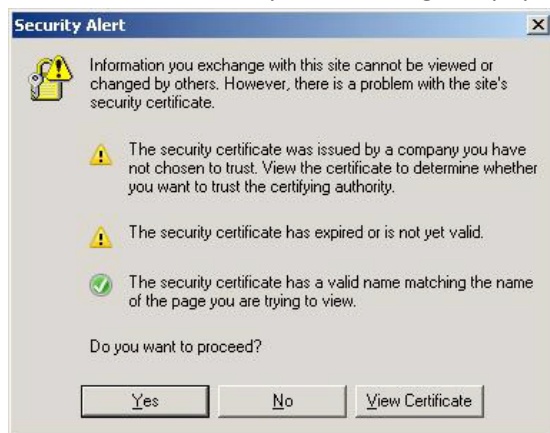 Security Alert
Information you exchange with this site cannot be viewed or
changed by others. However, there is a problem with the site's
security certificate.
The security certificate was issued by a company you have
not chosen to trust. View the certificate to determine whether
you want to trust the certifying authority.
The security certificate has expired or is not yet valid.
The security certificate has a valid name matching the name
of the page you are trying to view.
Do you want to proceed?
Yes
No
View Certificate